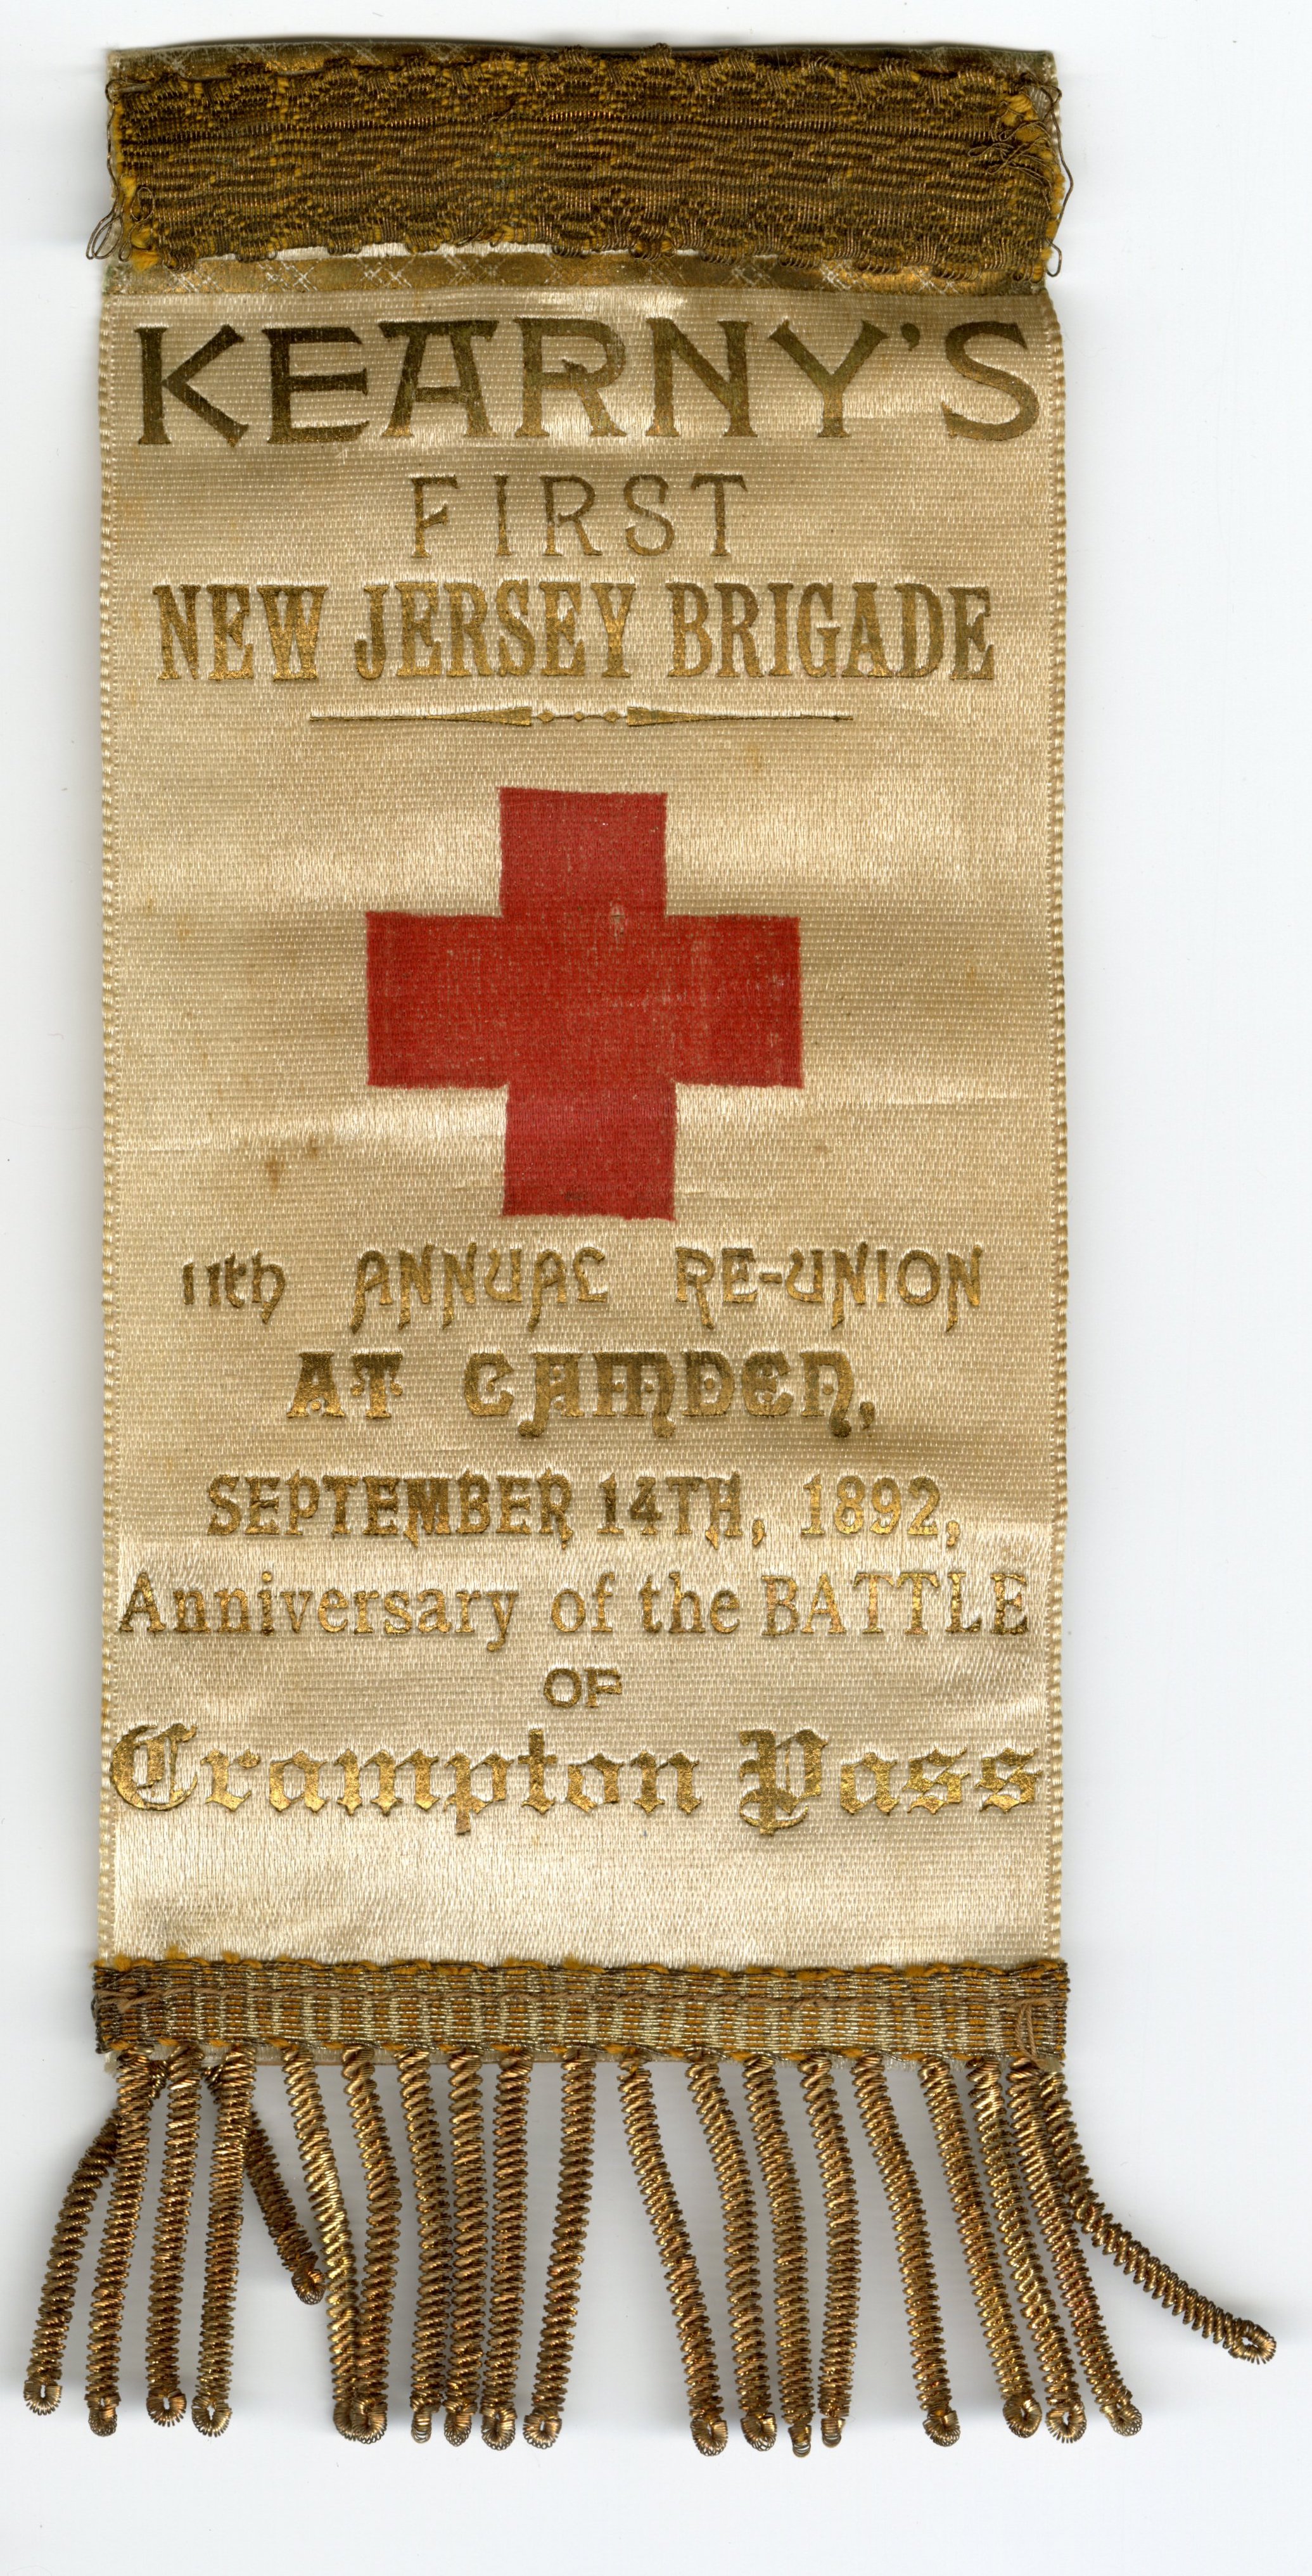 KEARNY'S
FIRST
NEW JERSEY BRIGADE
11th ANNUAL RE-UNION
AT CAMDEN,
SEPTEMBER 14TH, 1892,
Anniversary of the BATTLE
OF
Crampton Pass